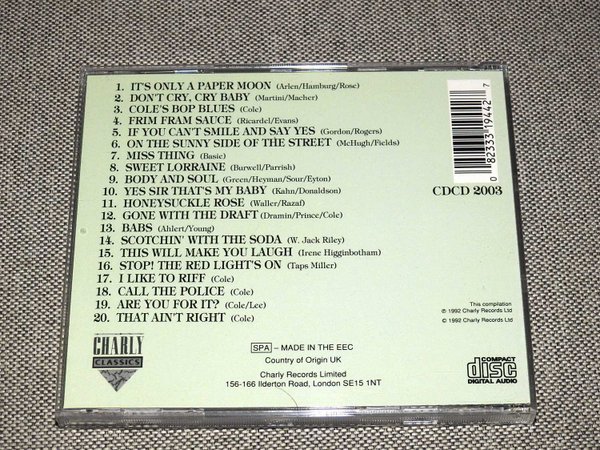 1. IT'S ONLY A PAPER MOON (Arlen/Hamburg/Rose)
2. DON'T CRY, CRY BABY (Martini/Macher)
3. COLE'S BOP BLUES (Cole)
4. FRIM FRAM SAUCE (Ricardel/Evans)
5. IF YOU CAN'T SMILE AND SAY YES (Gordon/Rogers)
6. ON THE SUNNY SIDE OF THE STREET (McHugh/Fields)
7. MISS THING (Basie)
8. SWEET LORRAINE (Burwell/Parrish)
9. BODY AND SOUL (Green/Heyman/Sour/Eyton)
10. YES SIR THAT'S MY BABY (Kahn/Donaldson)
11. HONEYSUCKLE ROSE (Waller/Razaf)
12. GONE WITH THE DRAFT (Dramin/Prince/Cole)
13. BABS (Ahlert/Young)
14. SCOTCHIN' WITH THE SODA (W. Jack Riley)
15. THIS WILL MAKE YOU LAUGH (Irene Higginbotham)
16. STOP! THE RED LIGHT'S ON (Taps Miller)
17. I LIKE TO RIFF (Cole)
18. CALL THE POLICE (Cole)
19. ARE YOU FOR IT? (Cole/Lee)
20. THAT AIN'T RIGHT (Cole)
0 82333 19442 7
CDCD 2003
This compilation
℗ 1992 Charly Records Ltd
© 1992 Charly Records Ltd
CHARLY
CLASSICS
SPA – MADE IN THE EEC
Country of Origin UK
Charly Records Limited
156-166 Ilderton Road, London SE15 1NT
COMPACT
disc
DIGITAL AUDIO